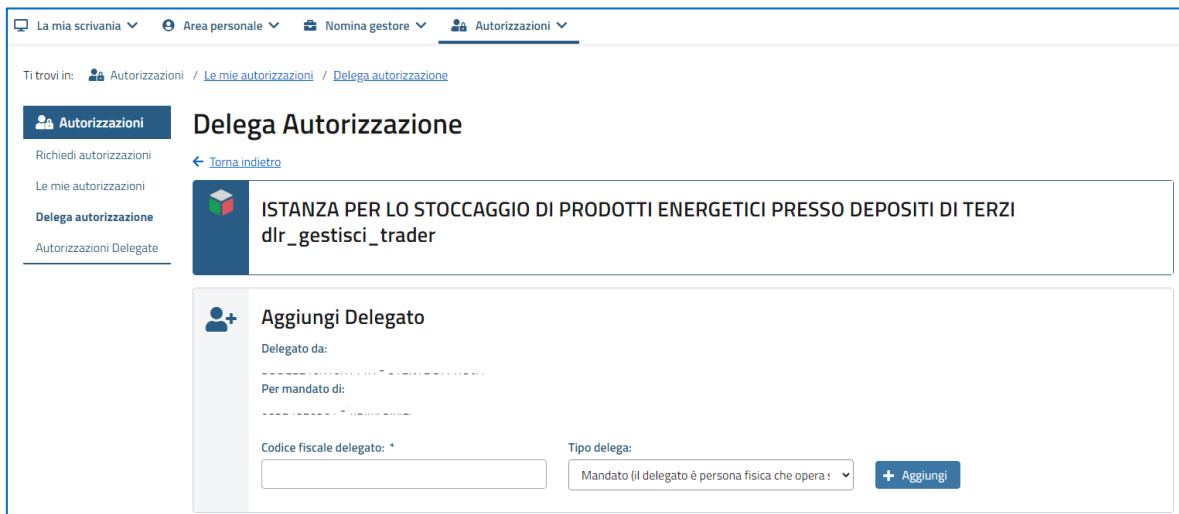 La mia scrivania Area personale Nomina gestore Autorizzazioni
Ti trovi in: Autorizzazioni / Le mie autorizzazioni / Delega autorizzazione
Autorizzazioni
Richiedi autorizzazioni
Le mie autorizzazioni
Delega autorizzazione
Autorizzazioni Delegate
Delega Autorizzazione
Torna indietro
ISTANZA PER LO STOCCAGGIO DI PRODOTTI ENERGETICI PRESSO DEPOSITI DI TERZI
dlr_gestisci_trader
Aggiungi Delegato
Delegato da:
Per mandato di:
Codice fiscale delegato: * Tipo delega:
Mandato (il delegato è persona fisica che opera + Aggiungi